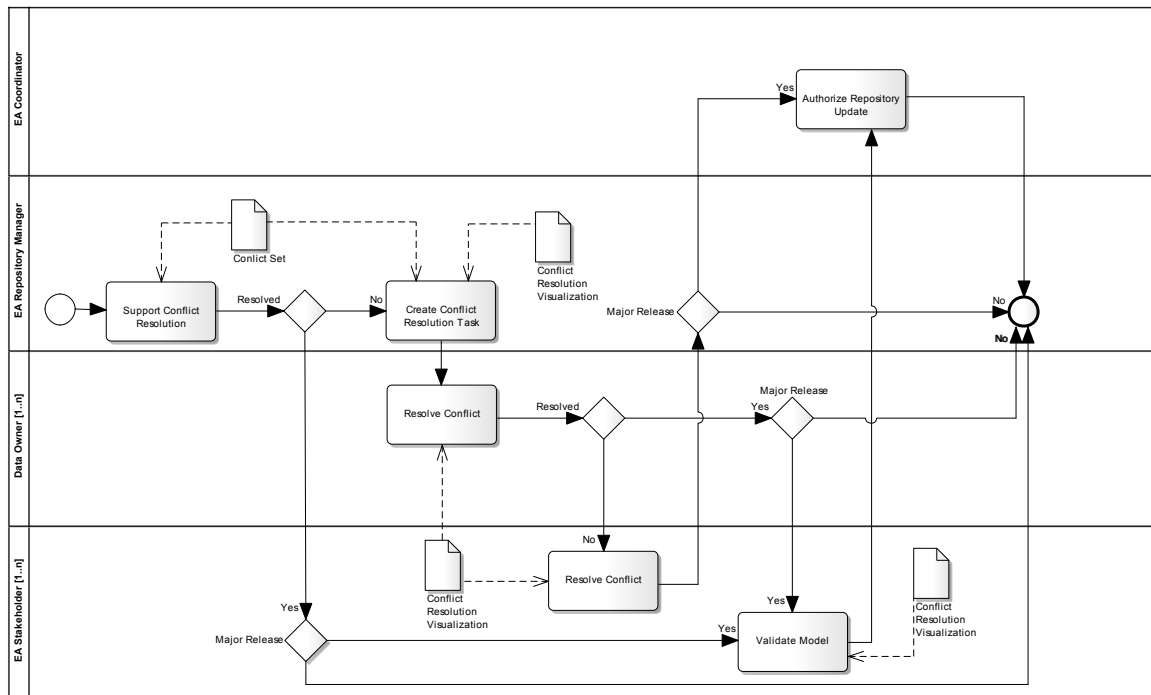 EA Coordinator
Yes
Authorize Repository
Update
EA Repository Manager
Conlict Set
Conflict
Resolution
Visualization
Support Conflict
Resolution
Resolved
No
Create Conflict
Resolution Task
Major Release
No
No
Data Owner [1..n]
Resolve Conflict
Resolved
Yes
Major Release
EA Stakeholder [1..n]
No
Resolve Conflict
Conflict
Resolution
Visualization
Yes
Major Release
Yes
Yes
Validate Model
Conflict
Resolution
Visualization